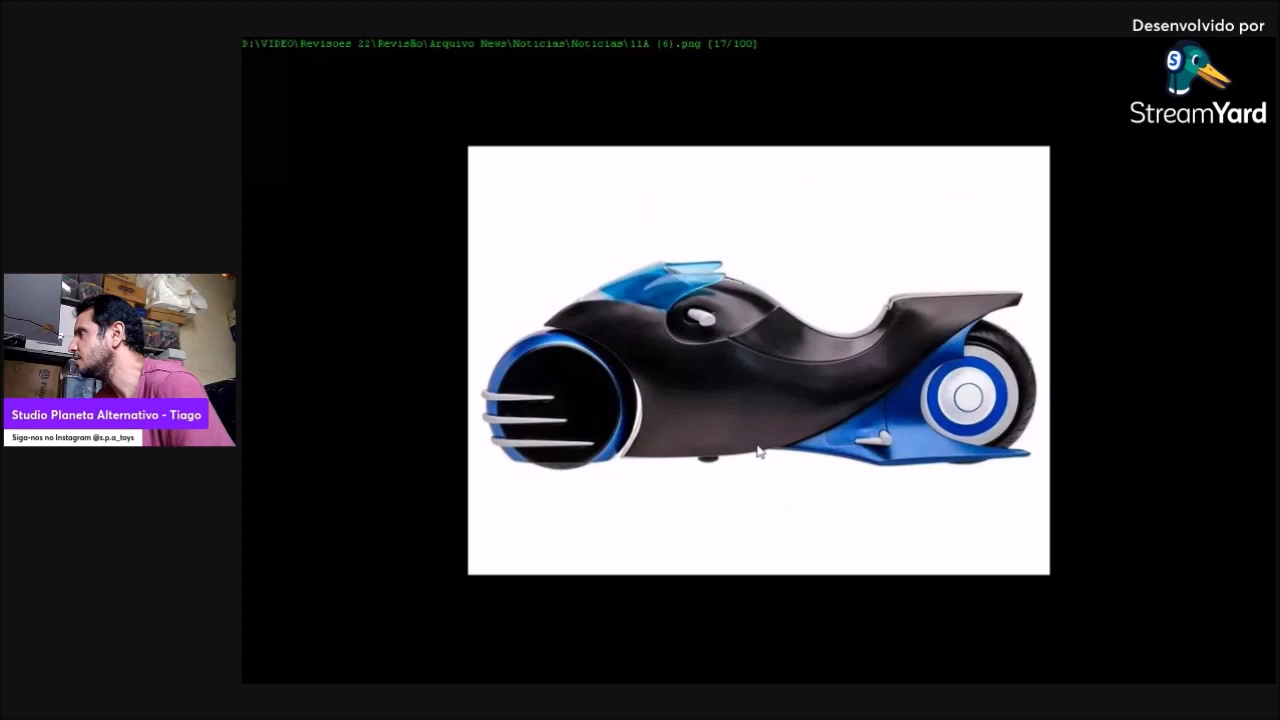 Desenvolvido por
D:\VIDEO\Revisoes 22\Revisão\Arquivo News\Noticias\Noticias\11A (6).png [17/100]
S
StreamYard
Studio Planeta Alternativo - Tiago
Siga-nos no Instagram @s.p.a_toys